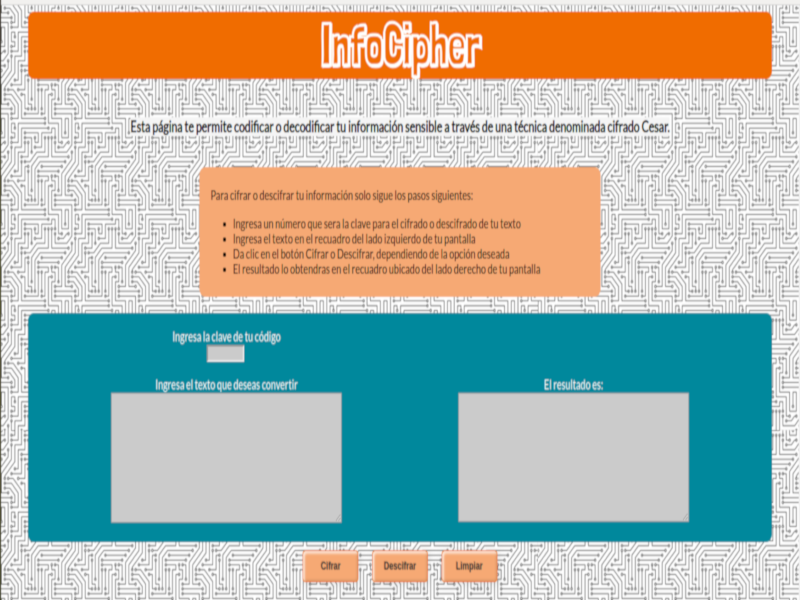 InfoCipher
Esta página te permite codificar o decodificar tu información sensible a través de una técnica denominada cifrado Cesar.
Para cifrar o descifrar tu información solo sigue los pasos siguientes:
• Ingresa un número que sera la clave para el cifrado o descifrado de tu texto
• Ingresa el texto en el recuadro del lado izquierdo de tu pantalla
• Da clic en el botón Cifrar o Descifrar, dependiendo de la opción deseada
• El resultado lo obtendras en el recuadro ubicado del lado derecho de tu pantalla
Ingresa la clave de tu código
Ingresa el texto que deseas convertir
El resultado es:
Cifrar
Descifrar
Limpiar